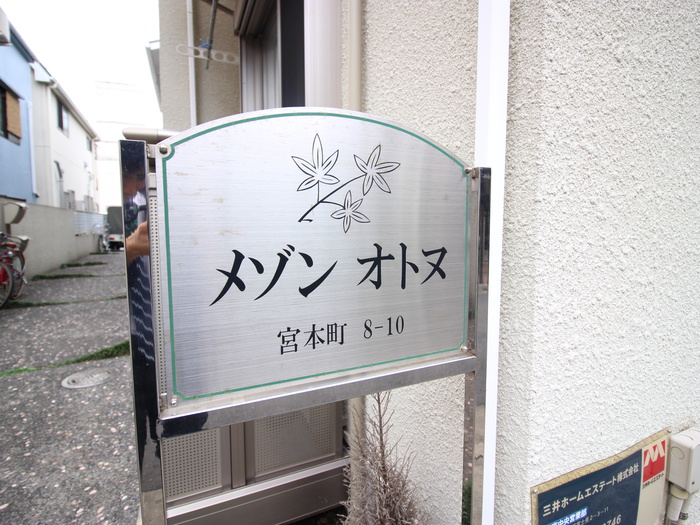 メゾン オトヌ
宮本町 8-10
三井ホームエステート株式会社